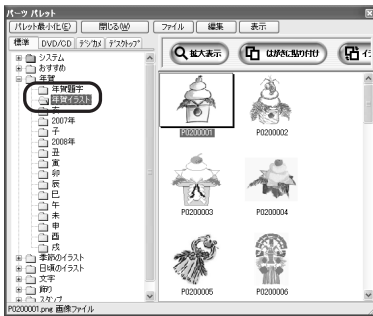 パーツ パレット
パレット最小化(E) 閉じる(W) ファイル 編集 表示
標準 DVD/CD デジカメ デスクトップ
拡大表示 はがきに貼り付け
システム
おすすめ
年賀
年賀題字
年賀イラスト
亥
2007年
子
2008年
丑
寅
卯
辰
巳
午
未
申
酉
戌
季節のイラスト
日頃のイラスト
文字
飾り
スタンプ
P0200001 P0200002
P0200003 P0200004
P0200005 P0200006
P0200001.png 画像ファイル